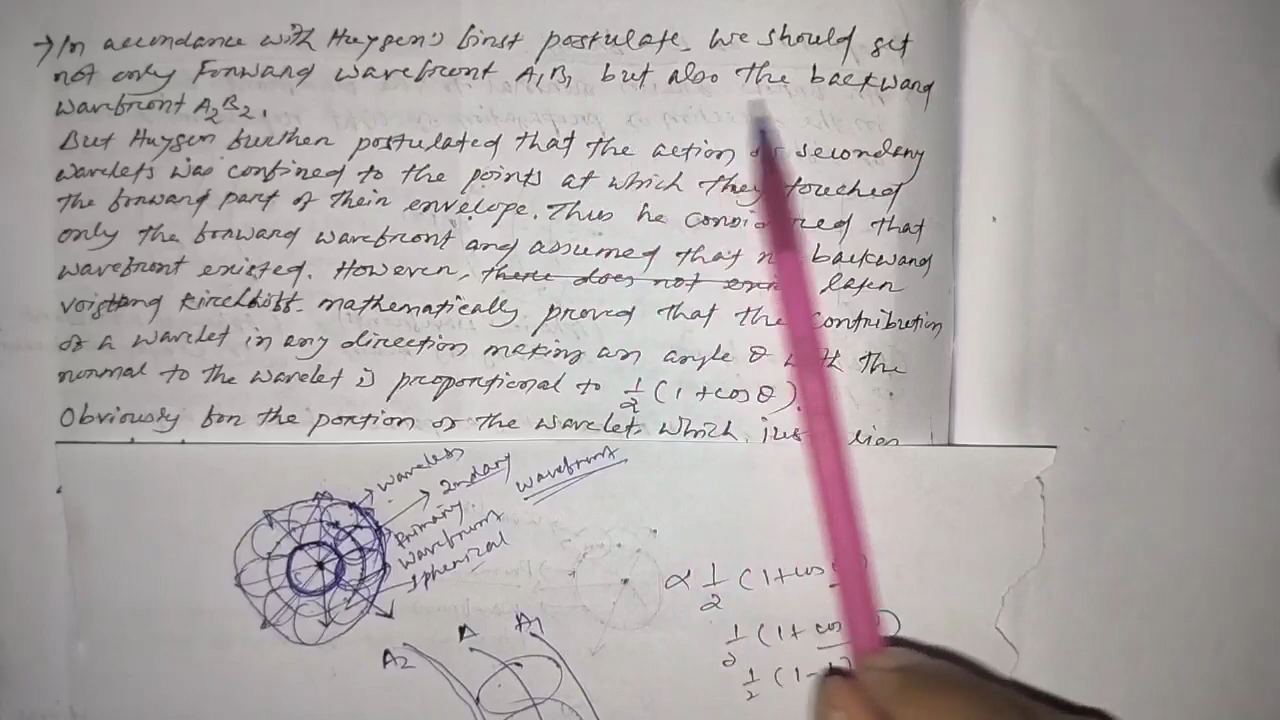 → In accordance with Huygen's first postulate, we should get
not only Forward wavefront A₁B₁ but also the backward
wavefront A₂B₂.
But Huygen further postulated that the action secondary
wavelets was confined to the points at which they touched
the forward part of their envelope. Thus he considered that
only the forward wavefront and assumed that no backward
wavefront existed. However, there does not later
Kirchhoff mathematically proved that the contribution
of a wavelet in any direction making an angle θ with the
normal to the wavelet is proportional to 1/2 (1 + cosθ).
Obviously for the portion of the wavelet, which just
wavelets
2ndary wavefront
Primary
wavefront
Spherical
∝ 1/2 (1+cos
1/2 (1+ cos )
1/2 (1-
A₂ A A₁